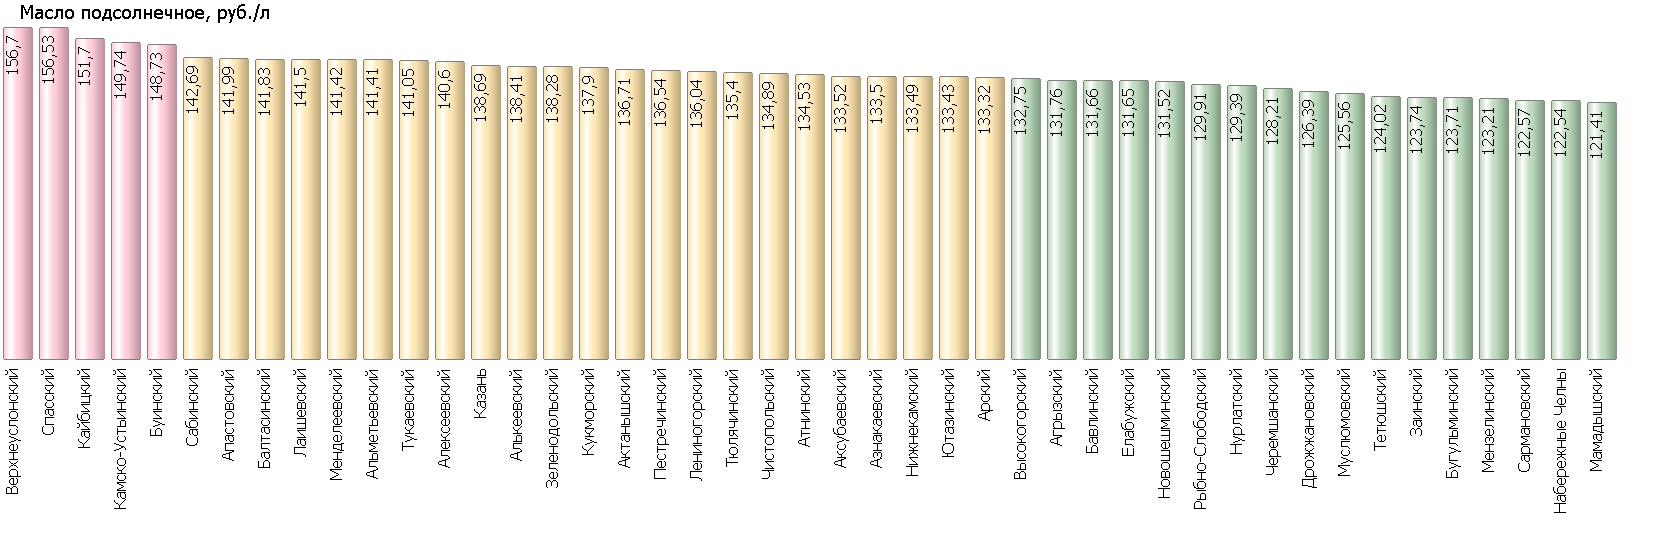 Масло подсолнечное, руб./л
156,7
156,53
151,7
149,74
148,73
142,69
141,99
141,83
141,5
141,42
141,41
141,05
140,6
138,69
138,41
138,28
137,9
136,71
136,54
136,04
135,4
134,89
134,53
133,52
133,5
133,49
133,43
133,32
132,75
131,76
131,66
131,65
131,52
129,91
129,39
128,21
126,39
125,56
124,02
123,74
123,71
123,21
122,57
122,54
121,41
Верхнеуслонский
Спасский
Кайбицкий
Камско-Устьинский
Буинский
Сабинский
Апастовский
Балтасинский
Лаишевский
Менделеевский
Альметьевский
Тукаевский
Алексеевский
Казань
Алькеевский
Зеленодольский
Кукморский
Актанышский
Пестречинский
Лениногорский
Тюлячинский
Чистопольский
Атнинский
Аксубаевский
Азнакаевский
Нижнекамский
Ютазинский
Арский
Высокогорский
Агрызский
Бавлинский
Елабужский
Новошешминский
Рыбно-Слободский
Нурлатский
Черемшанский
Дрожжановский
Муслюмовский
Тетюшский
Заинский
Бугульминский
Мензелинский
Сармановский
Набережные Челны
Мамадышский